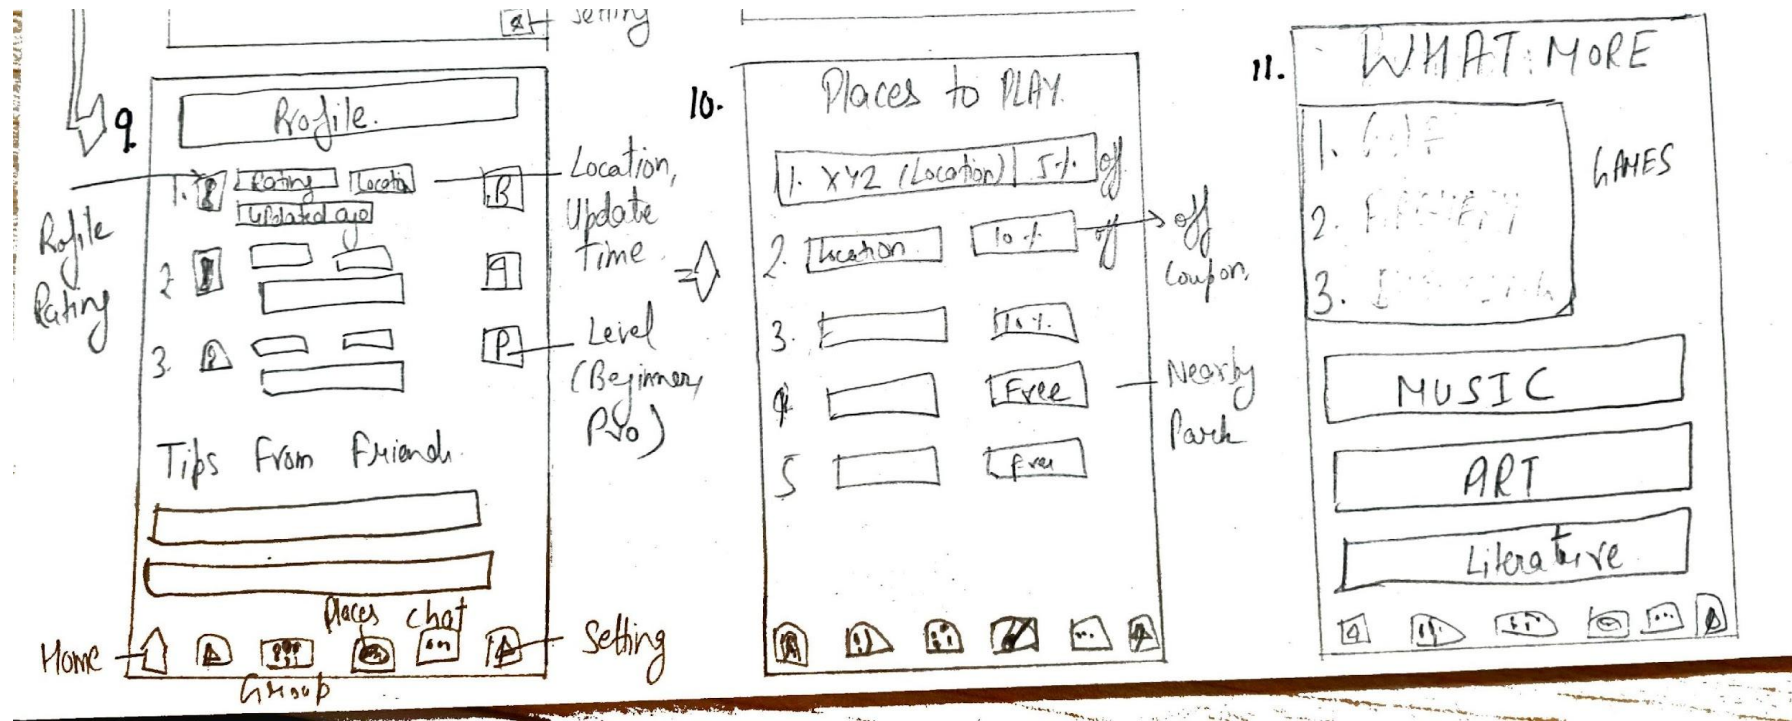 Setting
9.
Profile.
1. Rating Location
Updated ago
B
Location,
Update
Time
Profile
Rating
2
3.
P
Level
(Beginner,
Pro)
Tips From Friends.
Places chat
Home
Group
Setting
10.
Places to PLAY.
1. XYZ (Location) 5% off
2. Location 10% off
off
Coupon,
3. 10%.
4. Free
Nearby
Park
5 Free
11.
WHAT MORE
1.
2.
3.
GAMES
MUSIC
ART
Literature